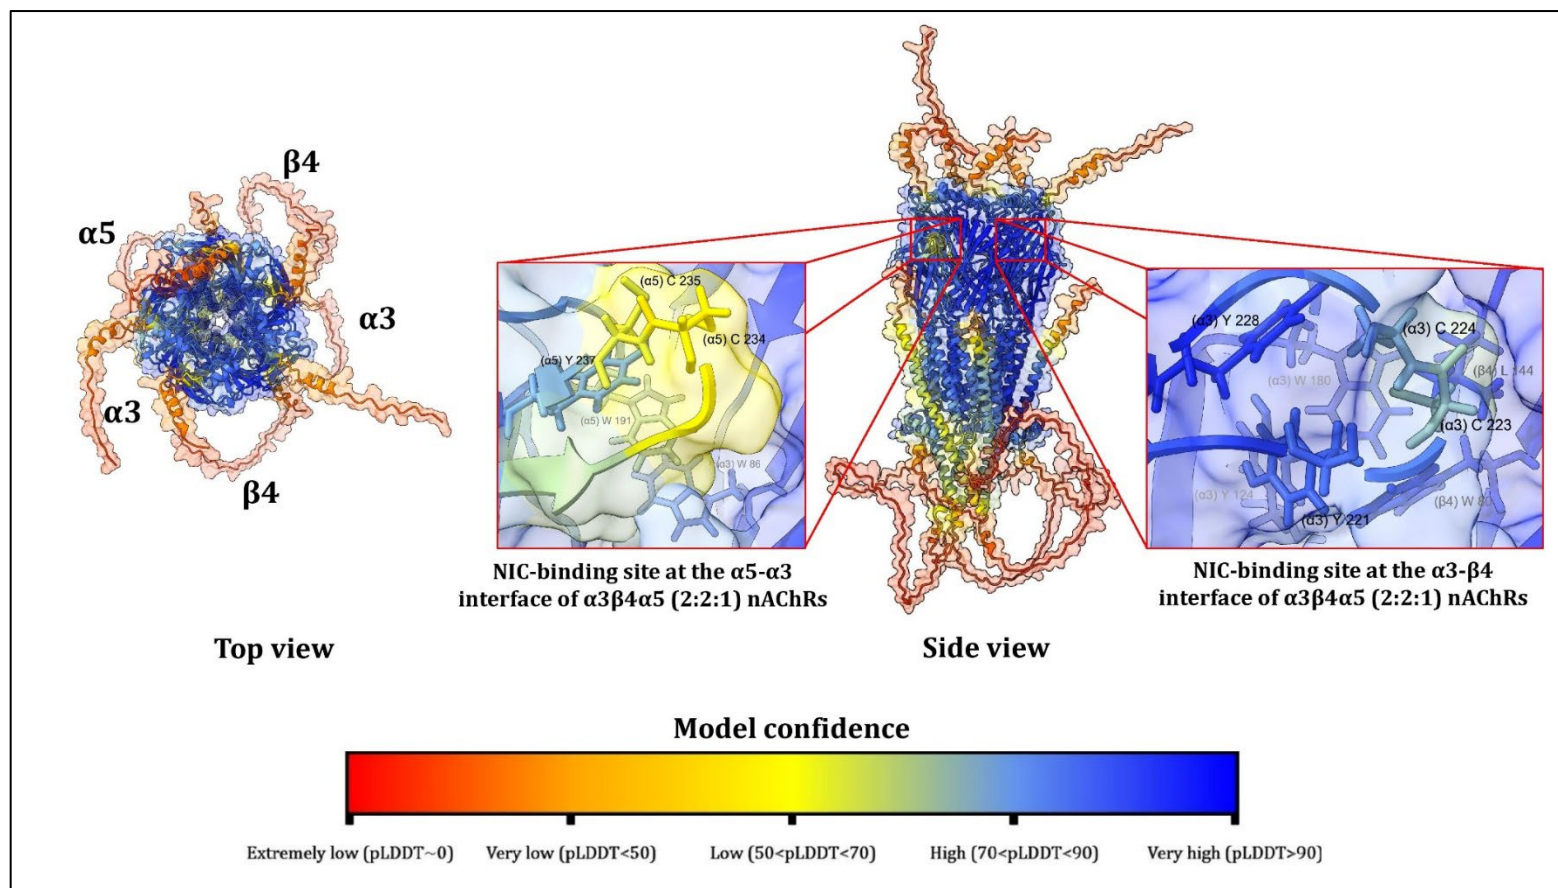 β4
α5
α3
α3
β4
Top view
(α5) C 235
(α5) C 234
(α5) Y 237
(α5) W 191
(α3) W 86
NIC-binding site at the α5-α3
interface of α3β4α5 (2:2:1) nAChRs
Side view
(α3) Y 228
(α3) C 224
(α3) W 180
(β4) L 144
(α3) C 223
(α3) Y 124
(β4) W 80
(α3) Y 221
NIC-binding site at the α3-β4
interface of α3β4α5 (2:2:1) nAChRs
Model confidence
Extremely low (pLDDT~0)
Very low (pLDDT<50)
Low (50<pLDDT<70)
High (70<pLDDT<90)
Very high (pLDDT>90)